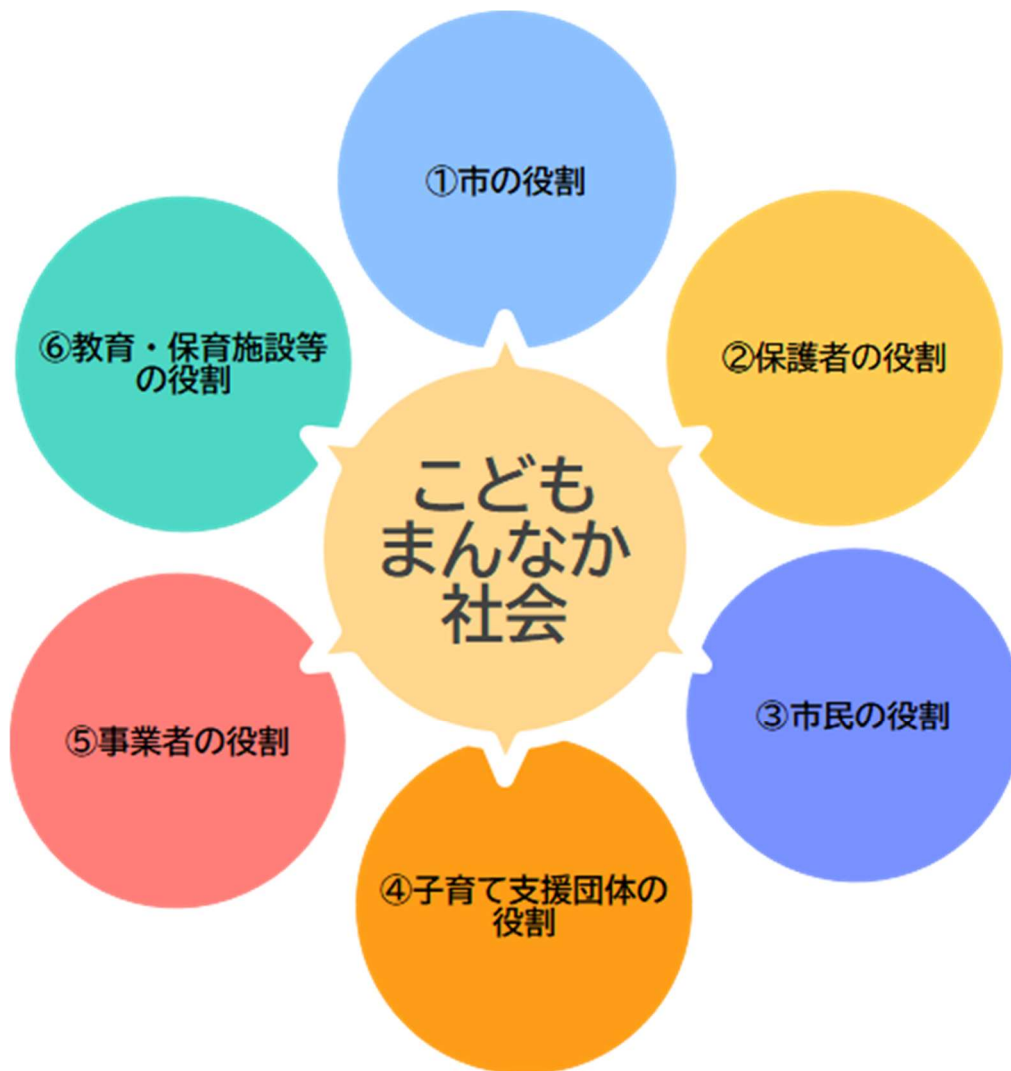 ①市の役割
②保護者の役割
③市民の役割
④子育て支援団体の
役割
⑤事業者の役割
⑥教育・保育施設等
の役割
こども
まんなか
社会